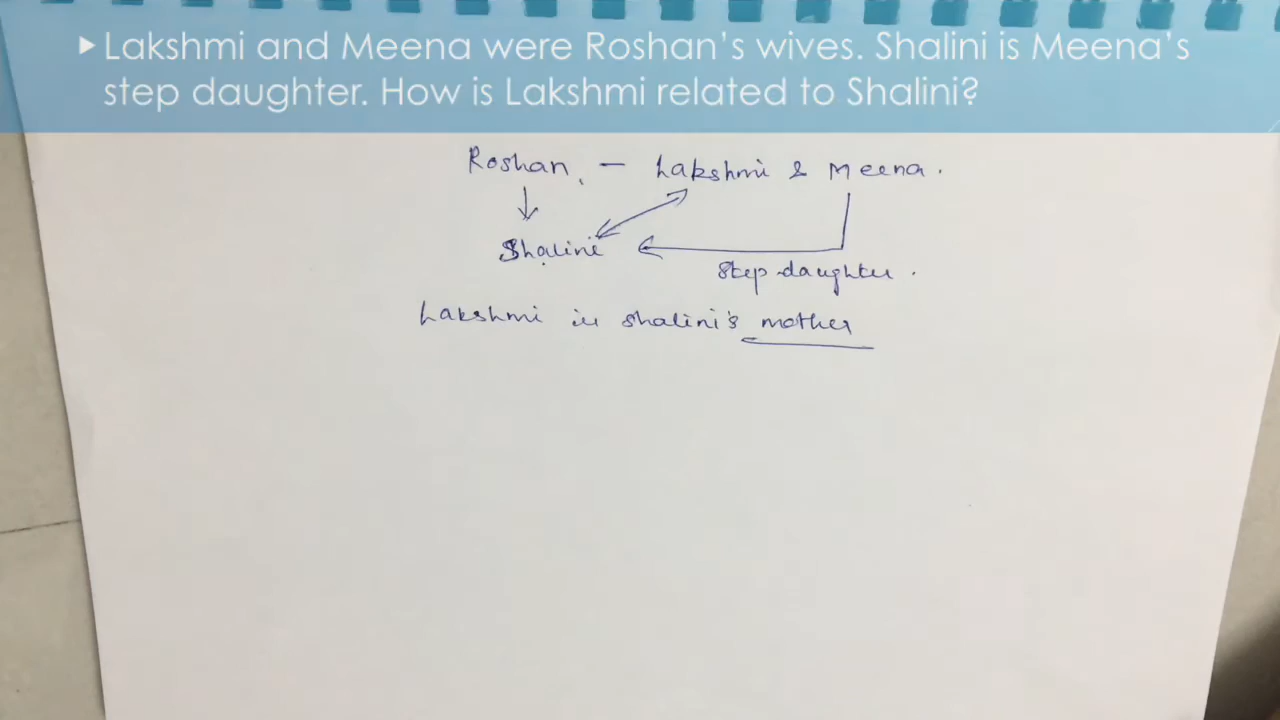 ▶Lakshmi and Meena were Roshan’s wives. Shalini is Meena’s
step daughter. How is Lakshmi related to Shalini?
Roshan. — Lakshmi & Meena.
Shalini
Step daughter.
Lakshmi is Shalini's mother